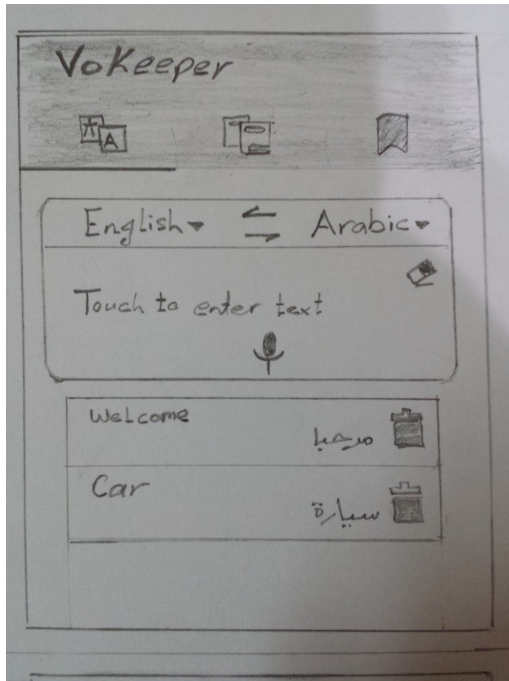 VoKeeper
English Arabic
Touch to enter text
Welcome
مرحبا
Car
سيارة